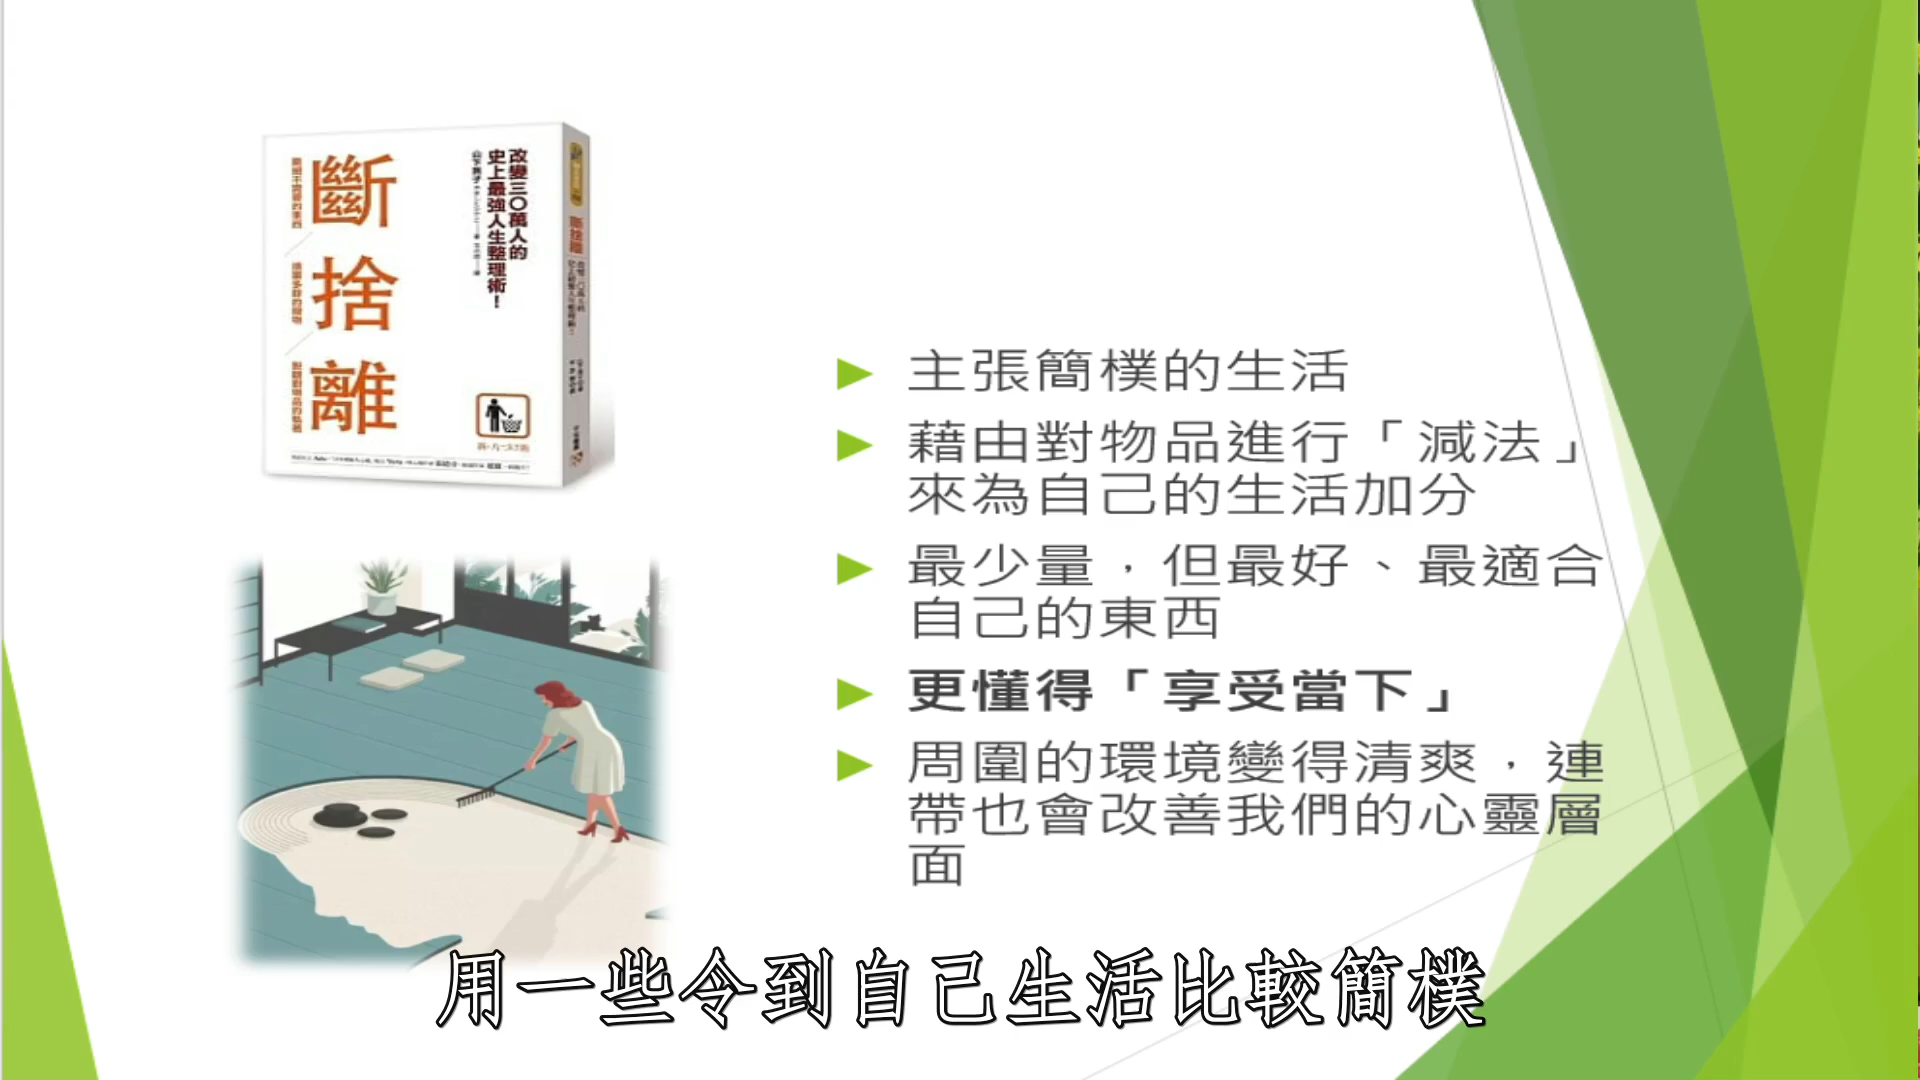 斷捨離
改變三〇萬人的
史上最強人生整理術！
斷捨離
主張簡樸的生活
藉由對物品進行「減法」
來為自己的生活加分
最少量，但最好、最適合
自己的東西
更懂得「享受當下」
周圍的環境變得清爽，連
帶也會改善我們的心靈層
面
用一些令到自己生活比較簡樸